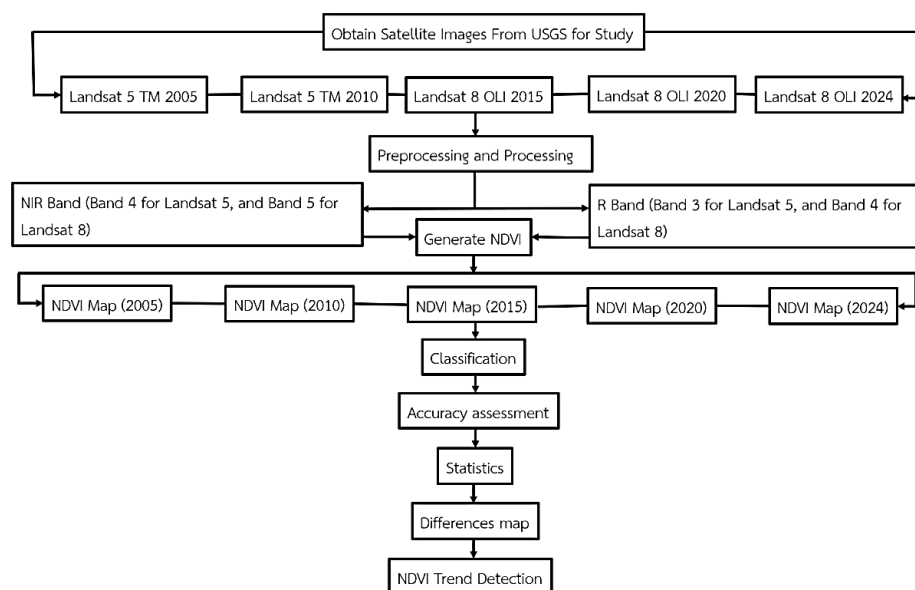 Obtain Satellite Images From USGS for Study
Landsat 5 TM 2005
Landsat 5 TM 2010
Landsat 8 OLI 2015
Landsat 8 OLI 2020
Landsat 8 OLI 2024
Preprocessing and Processing
NIR Band (Band 4 for Landsat 5, and Band 5 for
Landsat 8)
R Band (Band 3 for Landsat 5, and Band 4 for
Landsat 8)
Generate NDVI
NDVI Map (2005)
NDVI Map (2010)
NDVI Map (2015)
NDVI Map (2020)
NDVI Map (2024)
Classification
Accuracy assessment
Statistics
Differences map
NDVI Trend Detection